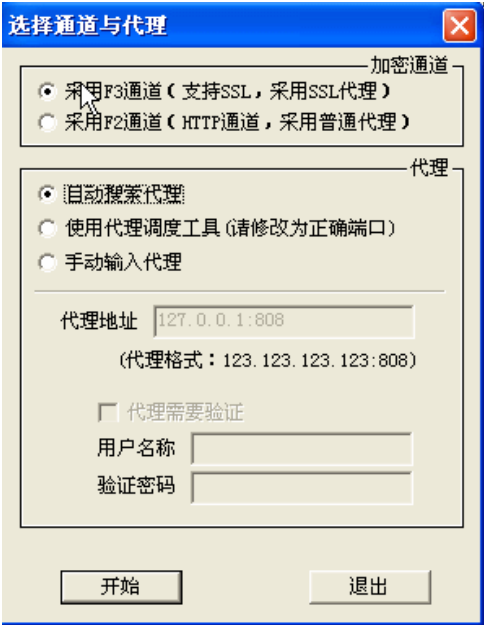 选择通道与代理
加密通道
采用F3通道(支持SSL，采用SSL代理)
采用F2通道(HTTP通道，采用普通代理)
代理
自动搜索代理
使用代理调度工具(请修改为正确端口)
手动输入代理
代理地址 127.0.0.1:808
(代理格式：123.123.123.123:808)
代理需要验证
用户名称
验证密码
开始 退出